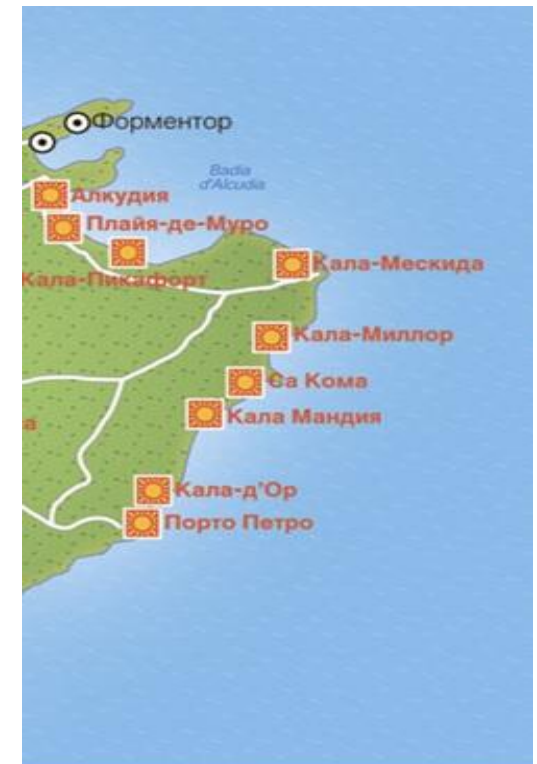 Форментор
Badia
d'Alcudia
Алкудия
Плайя-де-Муро
Кала-Мескида
Кала-Пикафорт
Кала-Миллор
Са Кома
Кала Мандия
а
Кала-д'Ор
Порто Петро